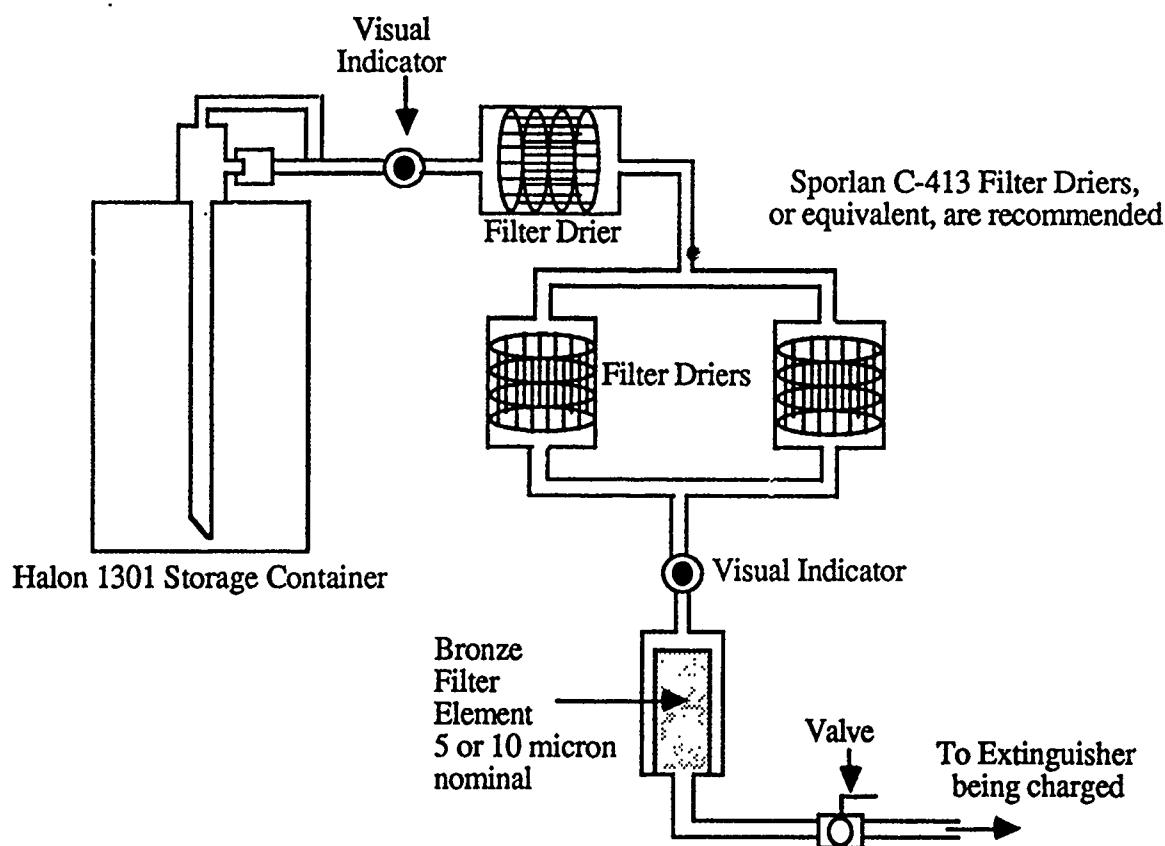 Visual
Indicator
Sporlan C-413 Filter Driers,
or equivalent, are recommended
Filter Drier
Filter Driers
Halon 1301 Storage Container
Visual Indicator
Bronze
Filter
Element
5 or 10 micron
nominal
Valve
To Extinguisher
being charged